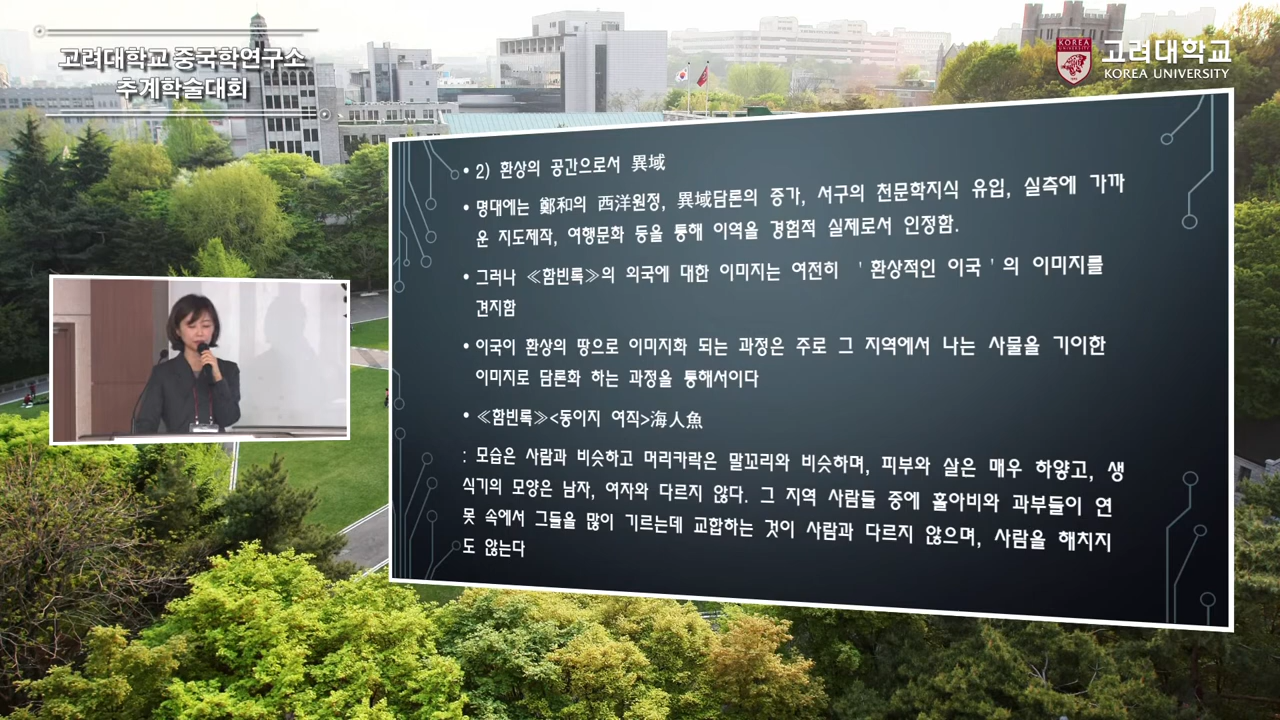 고려대학교 중국학연구소
추계학술대회
KOREA
고려대학교
KOREA UNIVERSITY
• 2) 환상의 공간으로서 異域
• 명대에는 鄭和의 西洋원정, 異域담론의 증가, 서구의 천문학지식 유입, 실측에 가까
운 지도제작, 여행문화 등을 통해 이역을 경험적 실제로서 인정함.
• 그러나 ≪함빈록≫의 외국에 대한 이미지는 여전히 '환상적인 이국'의 이미지를
견지함
• 이국이 환상의 땅으로 이미지화 되는 과정은 주로 그 지역에서 나는 사물을 기이한
이미지로 담론화 하는 과정을 통해서이다
• ≪함빈록≫<동이지 여직>海人魚
: 모습은 사람과 비슷하고 머리카락은 말꼬리와 비슷하며, 피부와 살은 매우 하얗고, 생
식기의 모양은 남자, 여자와 다르지 않다. 그 지역 사람들 중에 홀아비와 과부들이 연
못 속에서 그들을 많이 기르는데 교합하는 것이 사람과 다르지 않으며, 사람을 해치지
도 않는다